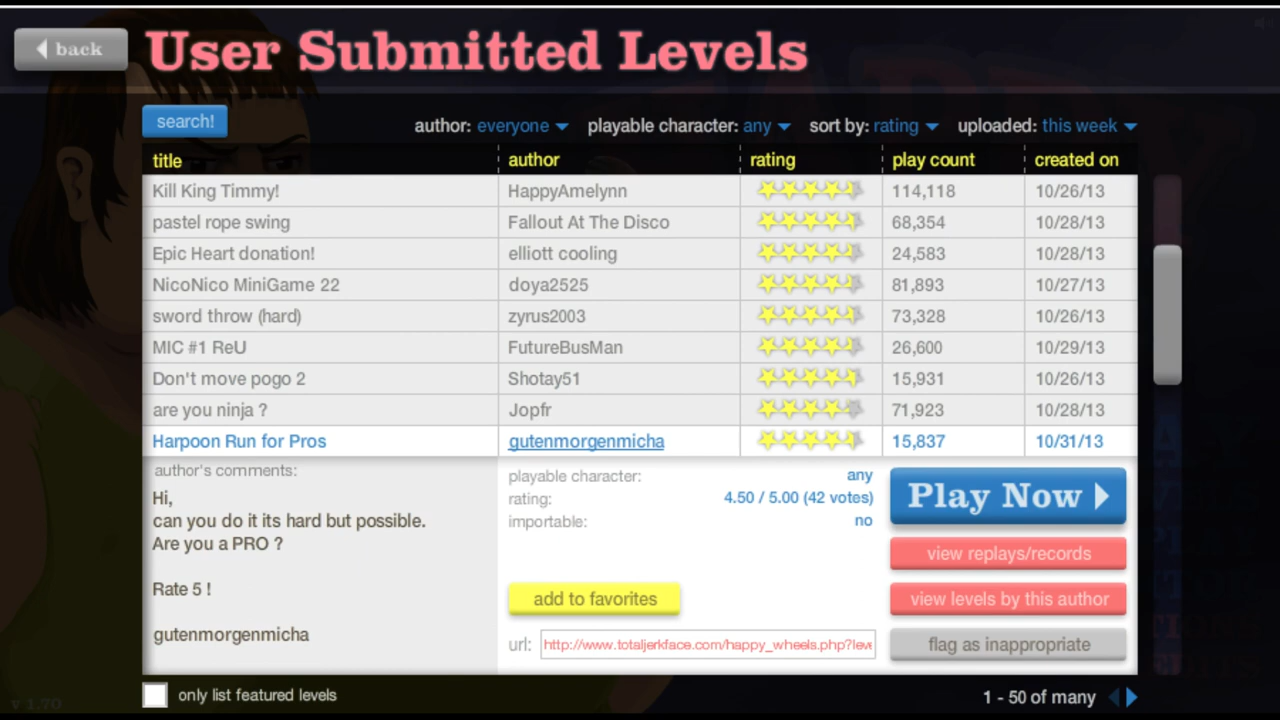 back
User Submitted Levels
search!
author: everyone playable character: any sort by: rating uploaded: this week
title author rating play count created on
Kill King Timmy! HappyAmelynn 114,118 10/26/13
pastel rope swing Fallout At The Disco 68,354 10/28/13
Epic Heart donation! elliott cooling 24,583 10/28/13
NicoNico MiniGame 22 doya2525 81,893 10/27/13
sword throw (hard) zyrus2003 73,328 10/26/13
MIC #1 ReU FutureBusMan 26,600 10/29/13
Don't move pogo 2 Shotay51 15,931 10/26/13
are you ninja ? Jopfr 71,923 10/28/13
Harpoon Run for Pros gutenmorgenmicha 15,837 10/31/13
author's comments:
Hi,
can you do it its hard but possible.
Are you a PRO ?
Rate 5 !
gutenmorgenmicha
playable character: any
rating: 4.50 / 5.00 (42 votes)
importable: no
add to favorites
url: http://www.totaljerkface.com/happy_wheels.php?leve
Play Now
view replays/records
view levels by this author
flag as inappropriate
only list featured levels
1 - 50 of many
v 1.70